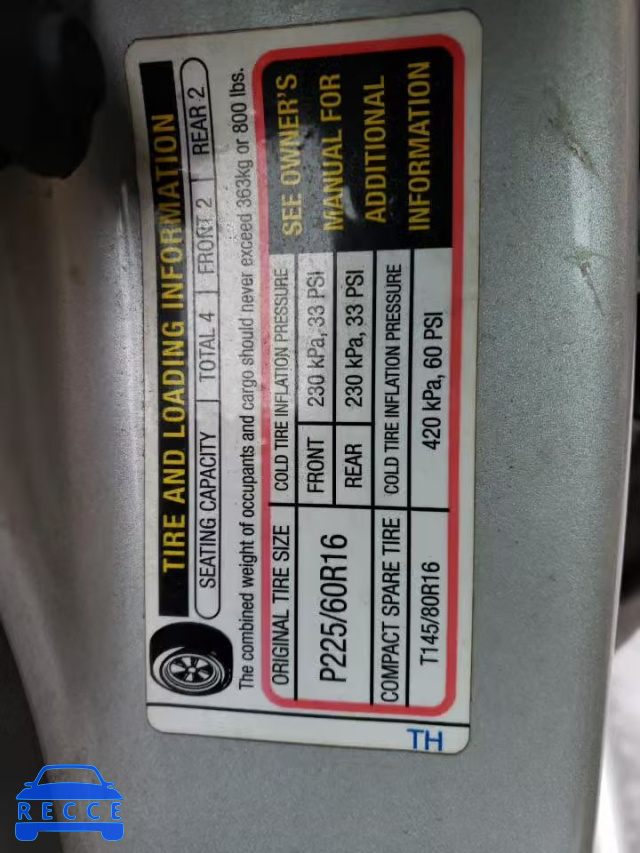 TIRE AND LOADING INFORMATION
SEATING CAPACITY TOTAL 4 FRONT 2 REAR 2
The combined weight of occupants and cargo should never exceed 363kg or 800 lbs.
ORIGINAL TIRE SIZE COLD TIRE INFLATION PRESSURE
P225/60R16
FRONT 230 kPa, 33 PSI
REAR 230 kPa, 33 PSI
COMPACT SPARE TIRE COLD TIRE INFLATION PRESSURE
T145/80R16 420 kPa, 60 PSI
SEE OWNER'S
MANUAL FOR
ADDITIONAL
INFORMATION
TH
RECCE